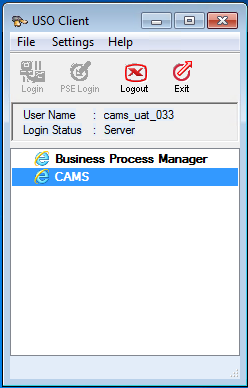 USO Client
File Settings Help
Login PSE Login Logout Exit
User Name : cams_uat_033
Login Status : Server
Business Process Manager
CAMS